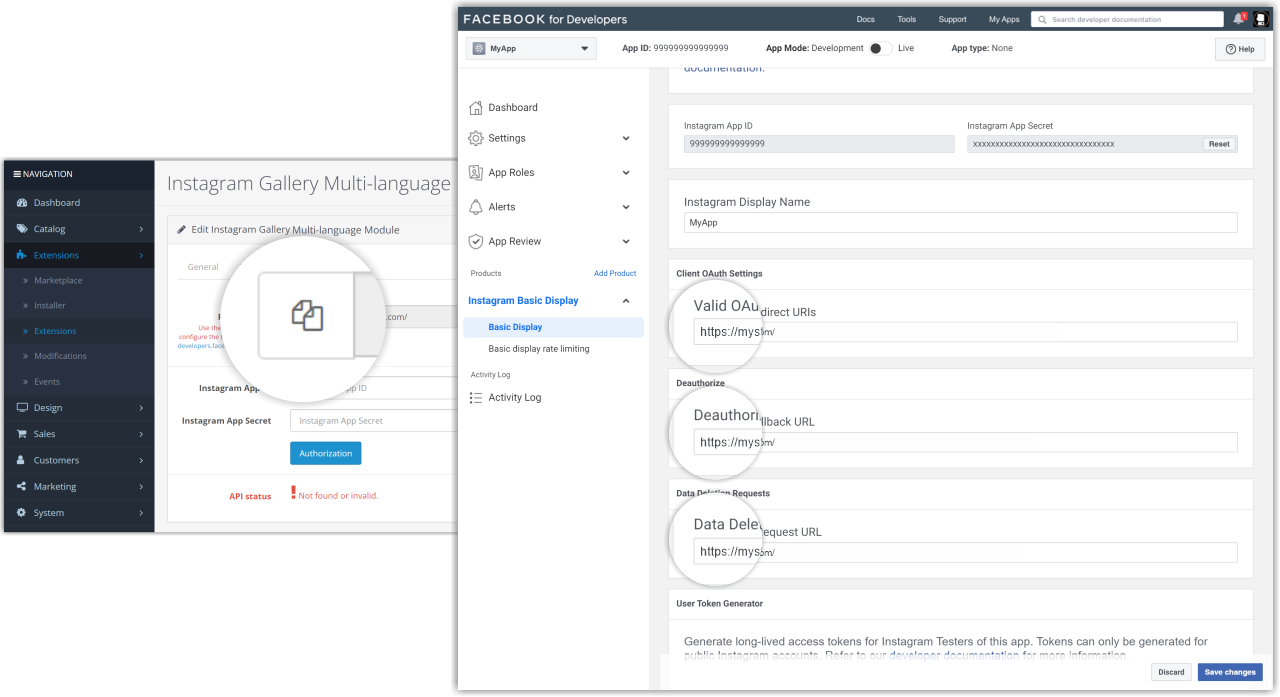 NAVIGATION
Dashboard
Catalog
Extensions
Marketplace
Installer
Extensions
Modifications
Events
Design
Sales
Customers
Marketing
System
Instagram Gallery Multi-language
Edit Instagram Gallery Multi-language Module
General
.com/
Use the
configure the
developers.face
Instagram App
App ID
Instagram App Secret
Instagram App Secret
Authorization
API status
! Not found or invalid.
FACEBOOK for Developers
Docs
Tools
Support
My Apps
Search developer documentation
1
MyApp
App ID: 999999999999999
App Mode: Development
Live
App type: None
Help
documentation.
Dashboard
Settings
App Roles
Alerts
App Review
Products
Add Product
Instagram Basic Display
Basic Display
Basic display rate limiting
Activity Log
Activity Log
Instagram App ID
999999999999999
Instagram App Secret
xxxxxxxxxxxxxxxxxxxxxxxxxxxxxxxx
Reset
Instagram Display Name
MyApp
Client OAuth Settings
Valid OAu direct URIs
https://mys om/
Deauthorize
Deauthori llback URL
https://mys om/
Data Deletion Requests
Data Dele equest URL
https://mys om/
User Token Generator
Generate long-lived access tokens for Instagram Testers of this app. Tokens can only be generated for
public Instagram accounts. Refer to our developer documentation for more information.
Discard
Save changes